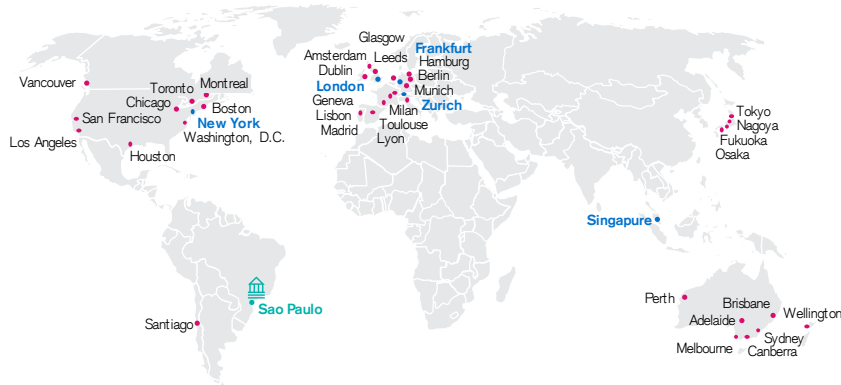 Glasgow
Frankfurt
Amsterdam
Leeds
Hamburg
Dublin
Berlin
London
Munich
Geneva
Zurich
Lisbon
Milan
Madrid
Toulouse
Lyon
Vancouver
Toronto
Montreal
Chicago
Boston
San Francisco
New York
Los Angeles
Washington, D.C.
Houston
Tokyo
Nagoya
Fukuoka
Osaka
Singapure
Sao Paulo
Santiago
Perth
Brisbane
Adelaide
Wellington
Sydney
Melbourne
Canberra